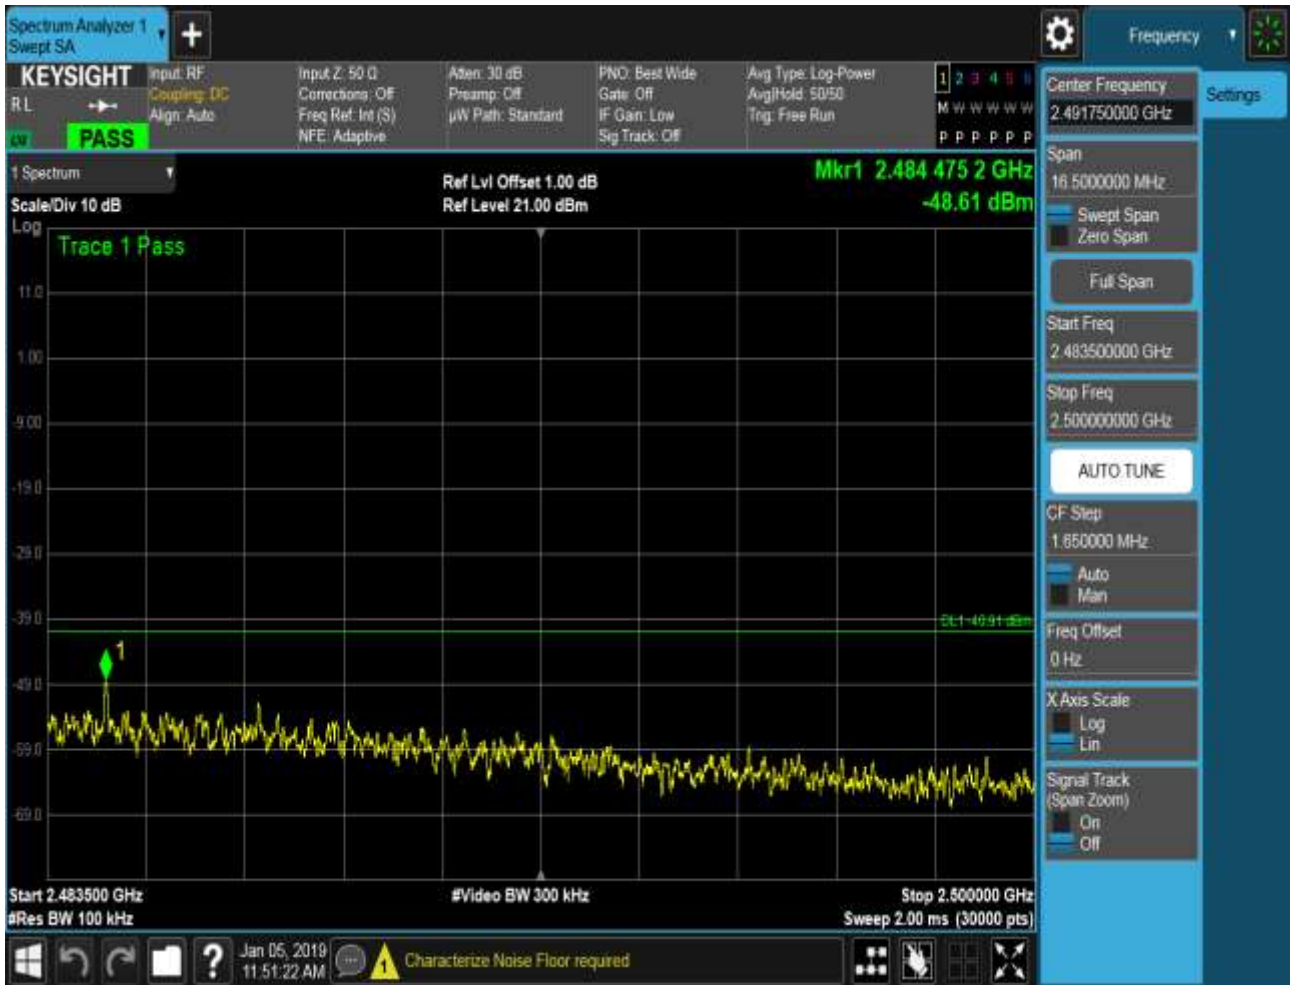 Spectrum Analyzer 1
Swept SA
+
Frequency
KEYSIGHT
R L
PASS
Input: RF
Coupling: DC
Align: Auto
Input Z: 50 Ω
Corrections: Off
Freq Ref: Int (S)
NFE: Adaptive
Atten: 30 dB
Preamp: Off
µW Path: Standard
PNO: Best Wide
Gate: Off
IF Gain: Low
Sig Track: Off
Avg Type: Log-Power
Avg|Hold: 50/50
Trig: Free Run
1 2 3 4 5 6
M W W W W W
P P P P P P
1 Spectrum
Scale/Div 10 dB
Ref Lvl Offset 1.00 dB
Ref Level 21.00 dBm
Mkr1 2.484 475 2 GHz
-48.61 dBm
Log
Trace 1 Pass
11.0
1.00
-9.00
-19.0
-29.0
-39.0
DL1 -40.91 dBm
1
-49.0
-59.0
-69.0
Start 2.483500 GHz
#Res BW 100 kHz
#Video BW 300 kHz
Stop 2.500000 GHz
Sweep 2.00 ms (30000 pts)
Center Frequency
2.491750000 GHz
Settings
Span
16.5000000 MHz
Swept Span
Zero Span
Full Span
Start Freq
2.483500000 GHz
Stop Freq
2.500000000 GHz
AUTO TUNE
CF Step
1.650000 MHz
Auto
Man
Freq Offset
0 Hz
X Axis Scale
Log
Lin
Signal Track
(Span Zoom)
On
Off
?
Jan 05, 2019
11:51:22 AM
1
Characterize Noise Floor required